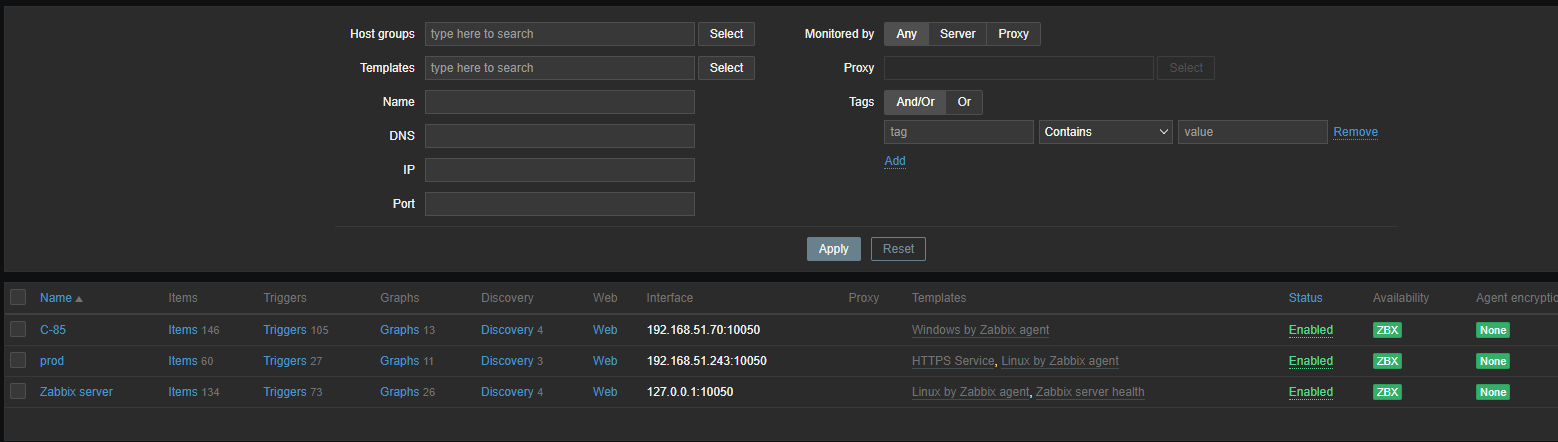 Host groups type here to search Select Monitored by Any Server Proxy
Templates type here to search Select Proxy Select
Name Tags And/Or Or
DNS tag Contains value Remove
IP Add
Port
Apply Reset
Name Items Triggers Graphs Discovery Web Interface Proxy Templates Status Availability Agent encryptio
C-85 Items 146 Triggers 105 Graphs 13 Discovery 4 Web 192.168.51.70:10050 Windows by Zabbix agent Enabled ZBX None
prod Items 60 Triggers 27 Graphs 11 Discovery 3 Web 192.168.51.243:10050 HTTPS Service, Linux by Zabbix agent Enabled ZBX None
Zabbix server Items 134 Triggers 73 Graphs 26 Discovery 4 Web 127.0.0.1:10050 Linux by Zabbix agent, Zabbix server health Enabled ZBX None